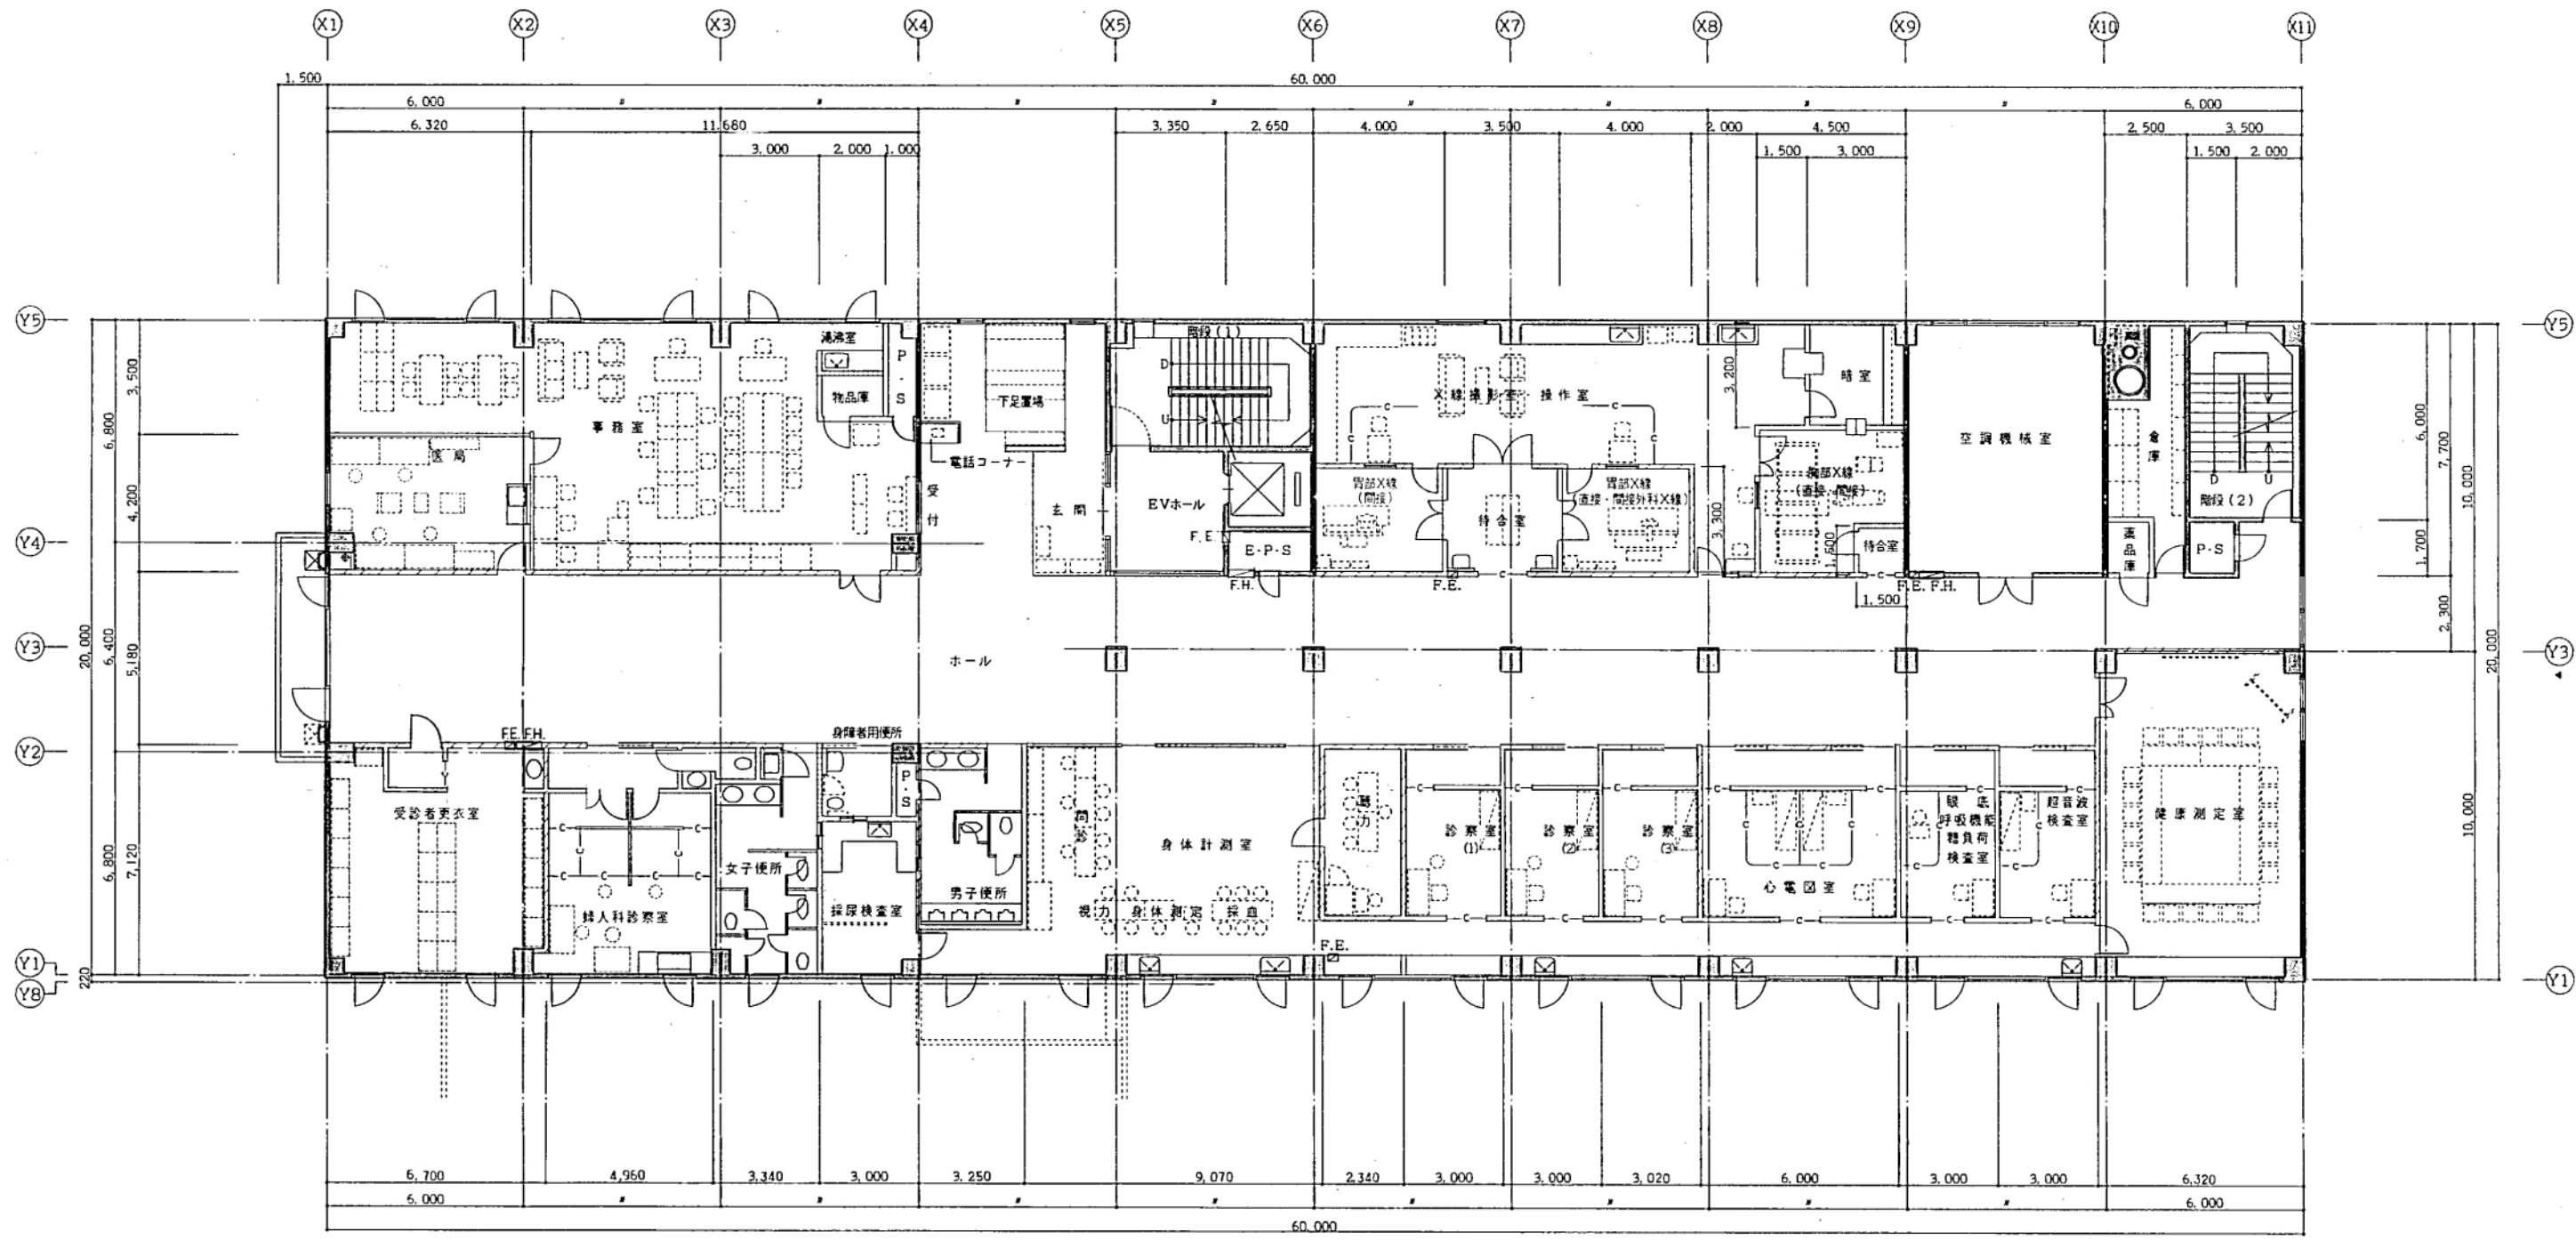 X1 X2 X3 X4 X5 X6 X7 X8 X9 X10 X11
1,500 60,000
6,000 〃 〃 〃 〃 〃 〃 〃 〃 6,000
6,320 11,680 3,350 2,650 4,000 3,500 4,000 2,000 4,500 2,500 3,500
3,000 2,000 1,000 1,500 3,000 1,500 2,000
Y5 Y5
湯沸室 階段(1)
P・S
D
3,500 3,200 暗室
物品庫 下足置場 X線撮影室・操作室
6,000
事務室 U
6,800 空調機械室 倉庫 7,700
医局 電話コーナー
胃部X線 (間接)
胃部X線 (直接・間接外科X線)
胸部X線 (直接・間接)
D U
受付 玄関 EVホール 待合室 階段(2) 10,000
4,200 3,300
F.E.
Y4 E・P・S 1,500 待合室 薬品庫 P・S 1,700
F.H. F.E. F.E. F.H.
1,500 2,300
20,000 6,400 5,180 20,000
Y3 ホール Y3
F.E. F.H. 身障者用便所
Y2
P・S
受診者更衣室 問診 聴力 眼底 呼吸機能 糖負荷 検査室 超音波 検査室 健康測定室
身体計測室 診察室 (1) 診察室 (2) 診察室 (3) 10,000
6,800 7,120 女子便所
男子便所 心電図室
婦人科診察室 採尿検査室 視力 身体測定 採血
F.E.
Y1 Y1
220
Y8
6,700 4,960 3,340 3,000 3,250 9,070 2,340 3,000 3,000 3,020 6,000 3,000 3,000 6,320
6,000 〃 〃 〃 〃 〃 〃 〃 〃 6,000
60,000